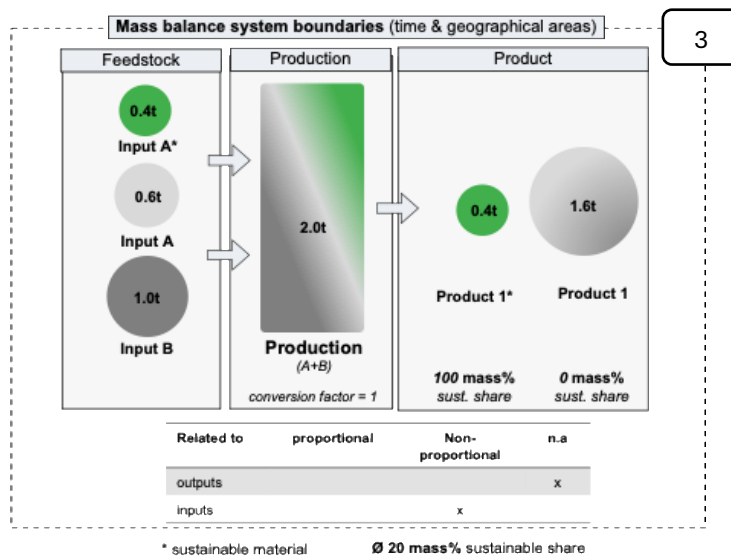 Mass balance system boundaries (time & geographical areas)
3
Feedstock
Production
Product
0.4t
Input A*
0.6t
Input A
1.0t
Input B
2.0t
Production
(A+B)
conversion factor = 1
0.4t
1.6t
Product 1*
Product 1
100 mass%
sust. share
0 mass%
sust. share
Related to proportional Non-proportional n.a
outputs x
inputs x
* sustainable material
Ø 20 mass% sustainable share